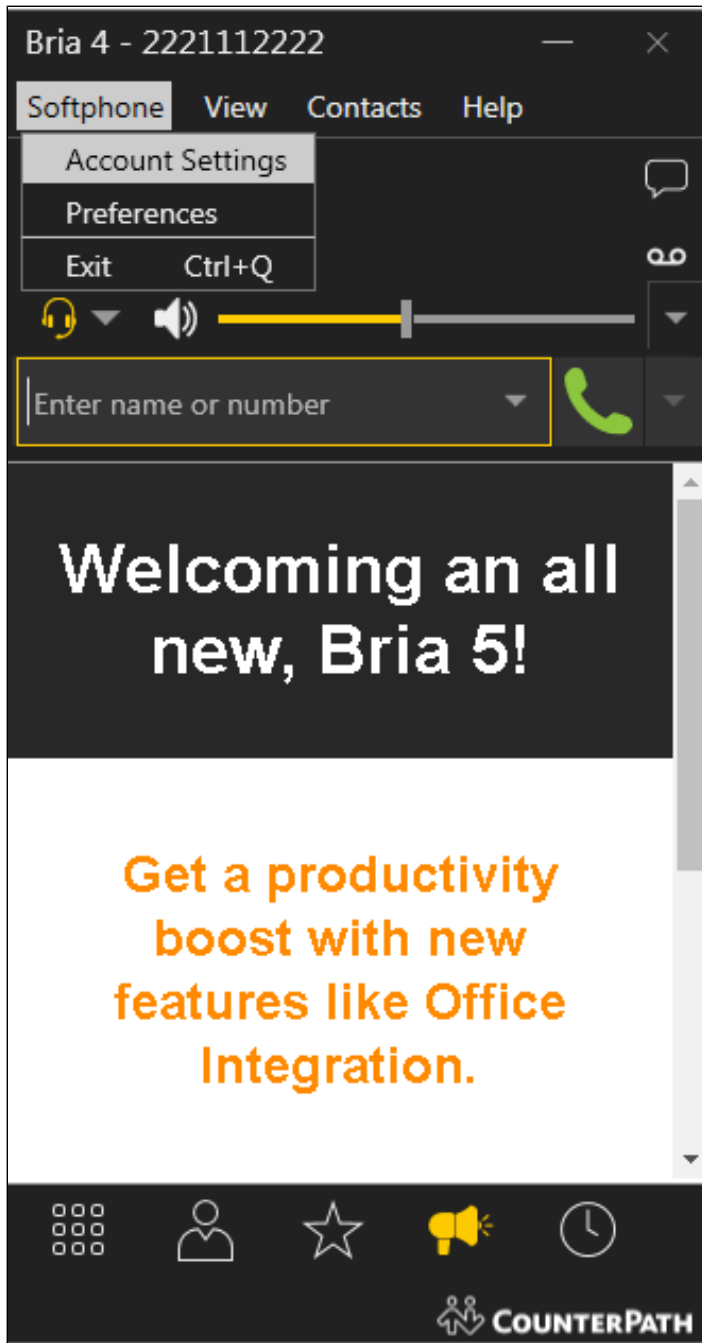 Bria 4 - 2221112222
Softphone View Contacts Help
Account Settings
Preferences
Exit Ctrl+Q
Enter name or number
Welcoming an all
new, Bria 5!
Get a productivity
boost with new
features like Office
Integration.
COUNTERPATH